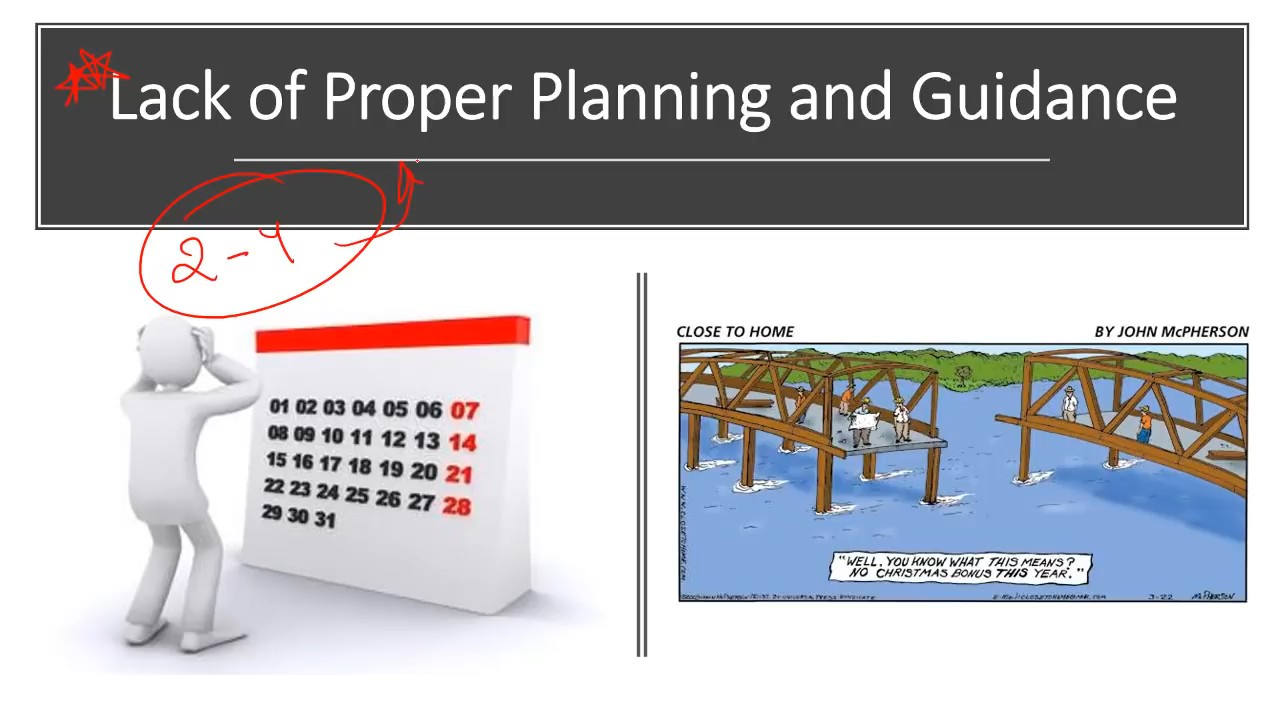 Lack of Proper Planning and Guidance
2-4
01 02 03 04 05 06 07
08 09 10 11 12 13 14
15 16 17 18 19 20 21
22 23 24 25 26 27 28
29 30 31
CLOSE TO HOME
BY JOHN McPHERSON
"WELL, YOU KNOW WHAT THIS MEANS?
NO CHRISTMAS BONUS THIS YEAR."
3-22
McPHERSON